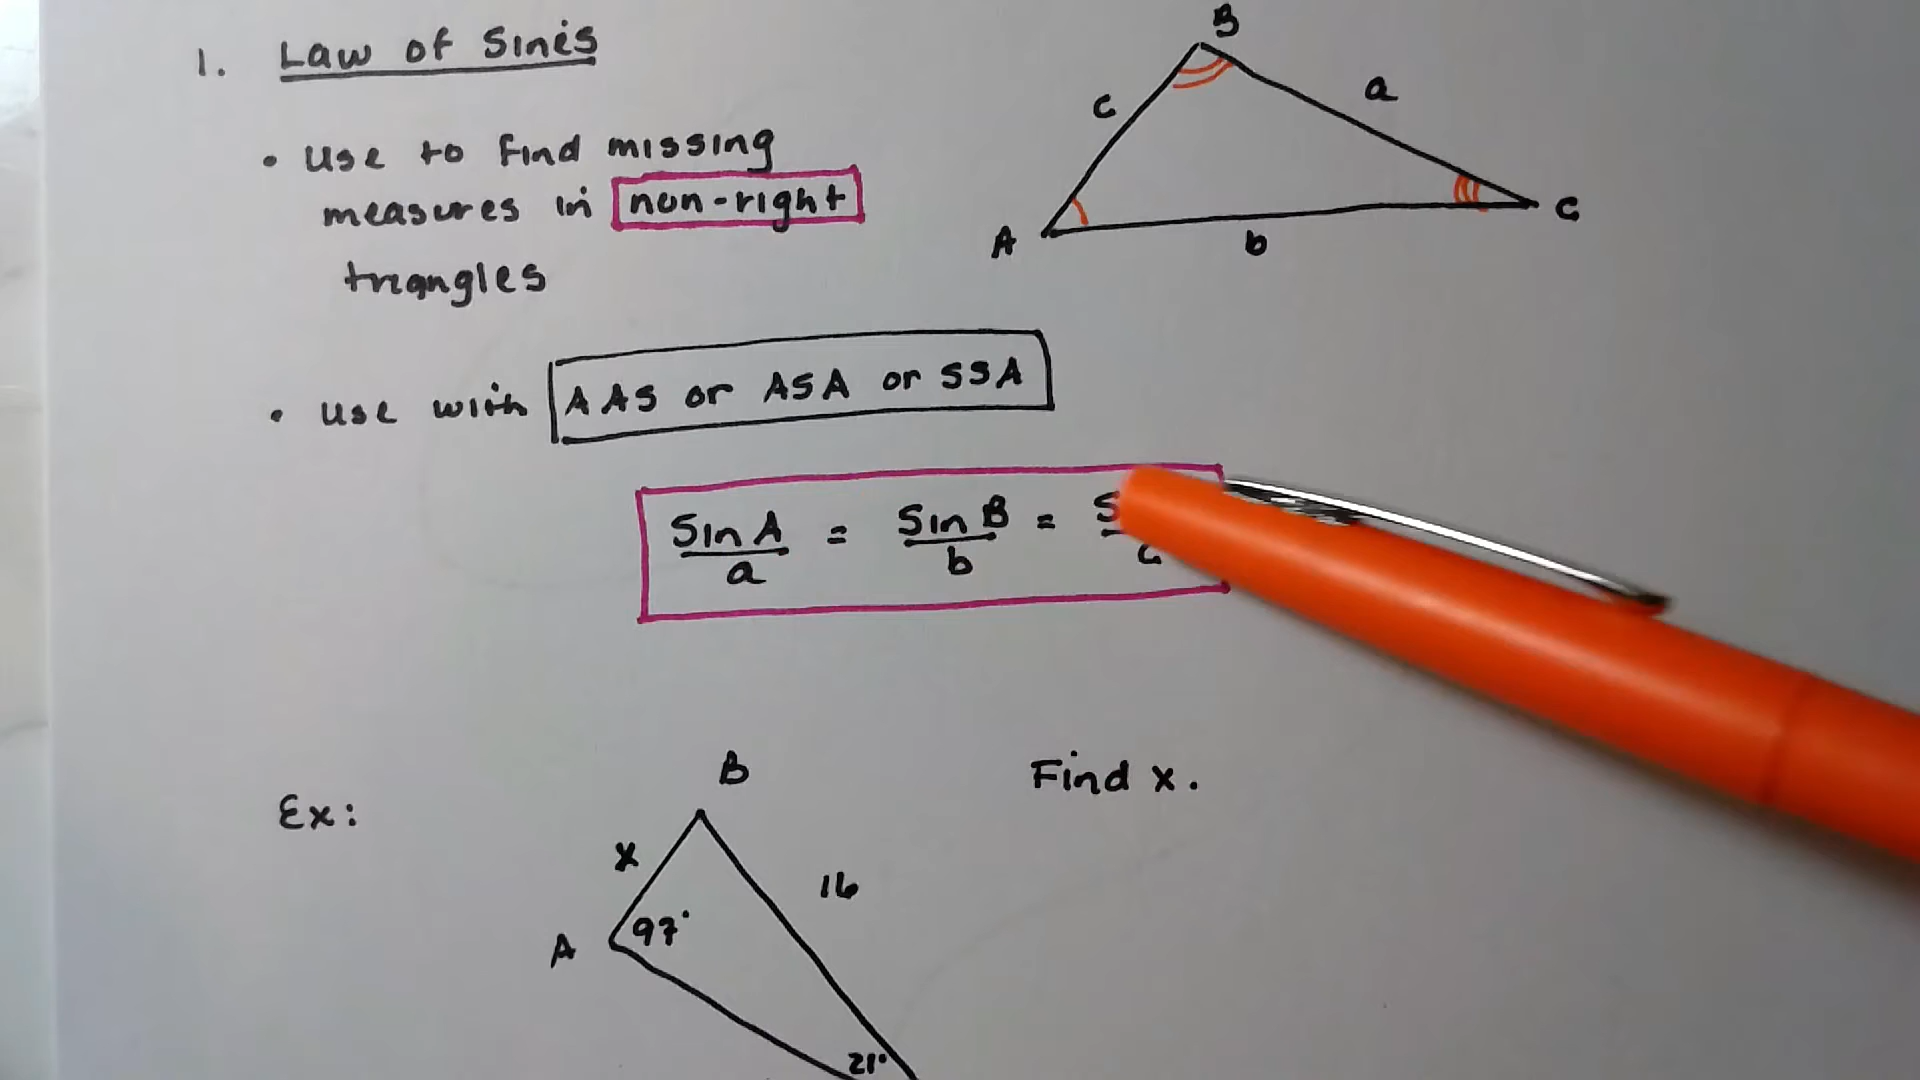 1. Law of Sines
B
c
a
• Use to find missing
measures in non-right
triangles
A
b
C
• Use with AAS or ASA or SSA
Sin A = Sin B =
a b c
Ex:
B
Find x.
x
16
A
97°
21°